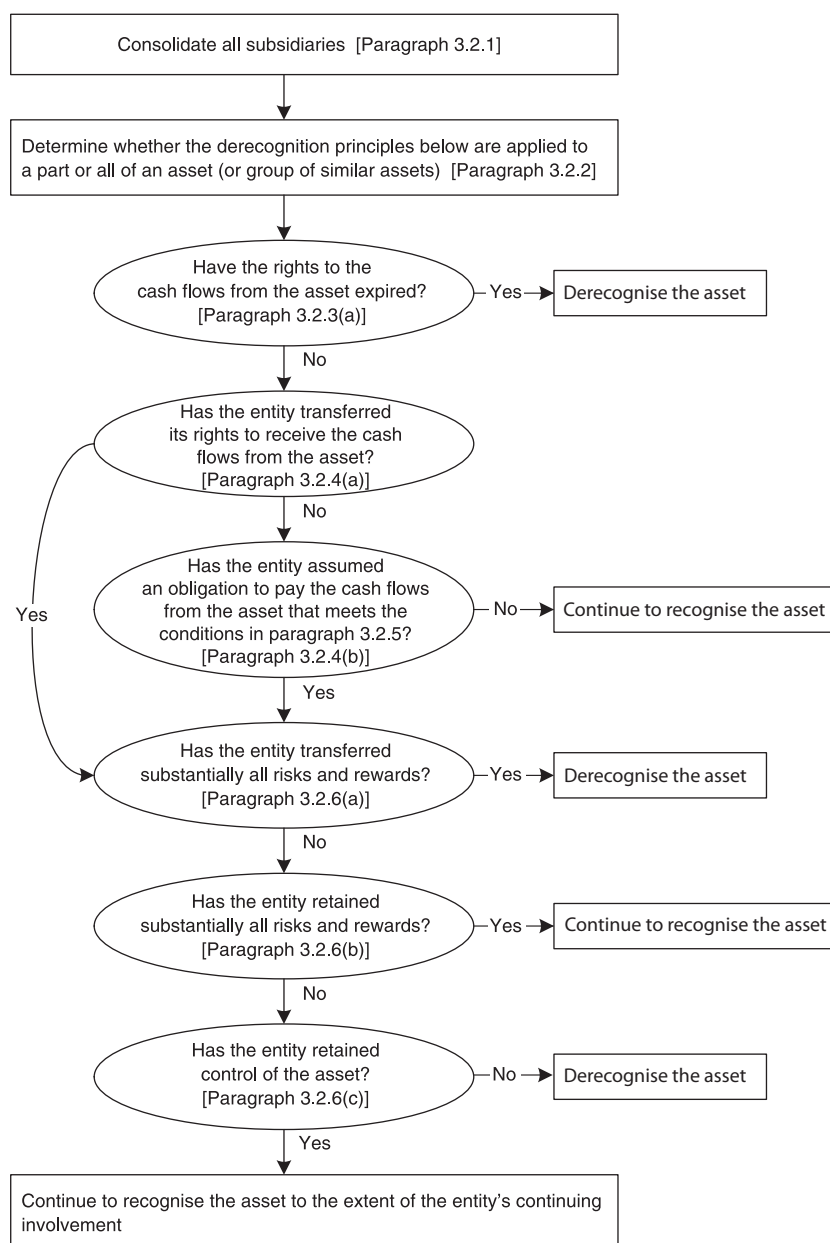 Consolidate all subsidiaries [Paragraph 3.2.1]
Determine whether the derecognition principles below are applied to
a part or all of an asset (or group of similar assets) [Paragraph 3.2.2]
Have the rights to the
cash flows from the asset expired?
[Paragraph 3.2.3(a)]
Yes
Derecognise the asset
No
Has the entity transferred
its rights to receive the cash
flows from the asset?
[Paragraph 3.2.4(a)]
No
Yes
Has the entity assumed
an obligation to pay the cash flows
from the asset that meets the
conditions in paragraph 3.2.5?
[Paragraph 3.2.4(b)]
No
Continue to recognise the asset
Yes
Has the entity transferred
substantially all risks and rewards?
[Paragraph 3.2.6(a)]
Yes
Derecognise the asset
No
Has the entity retained
substantially all risks and rewards?
[Paragraph 3.2.6(b)]
Yes
Continue to recognise the asset
No
Has the entity retained
control of the asset?
[Paragraph 3.2.6(c)]
No
Derecognise the asset
Yes
Continue to recognise the asset to the extent of the entity’s continuing
involvement